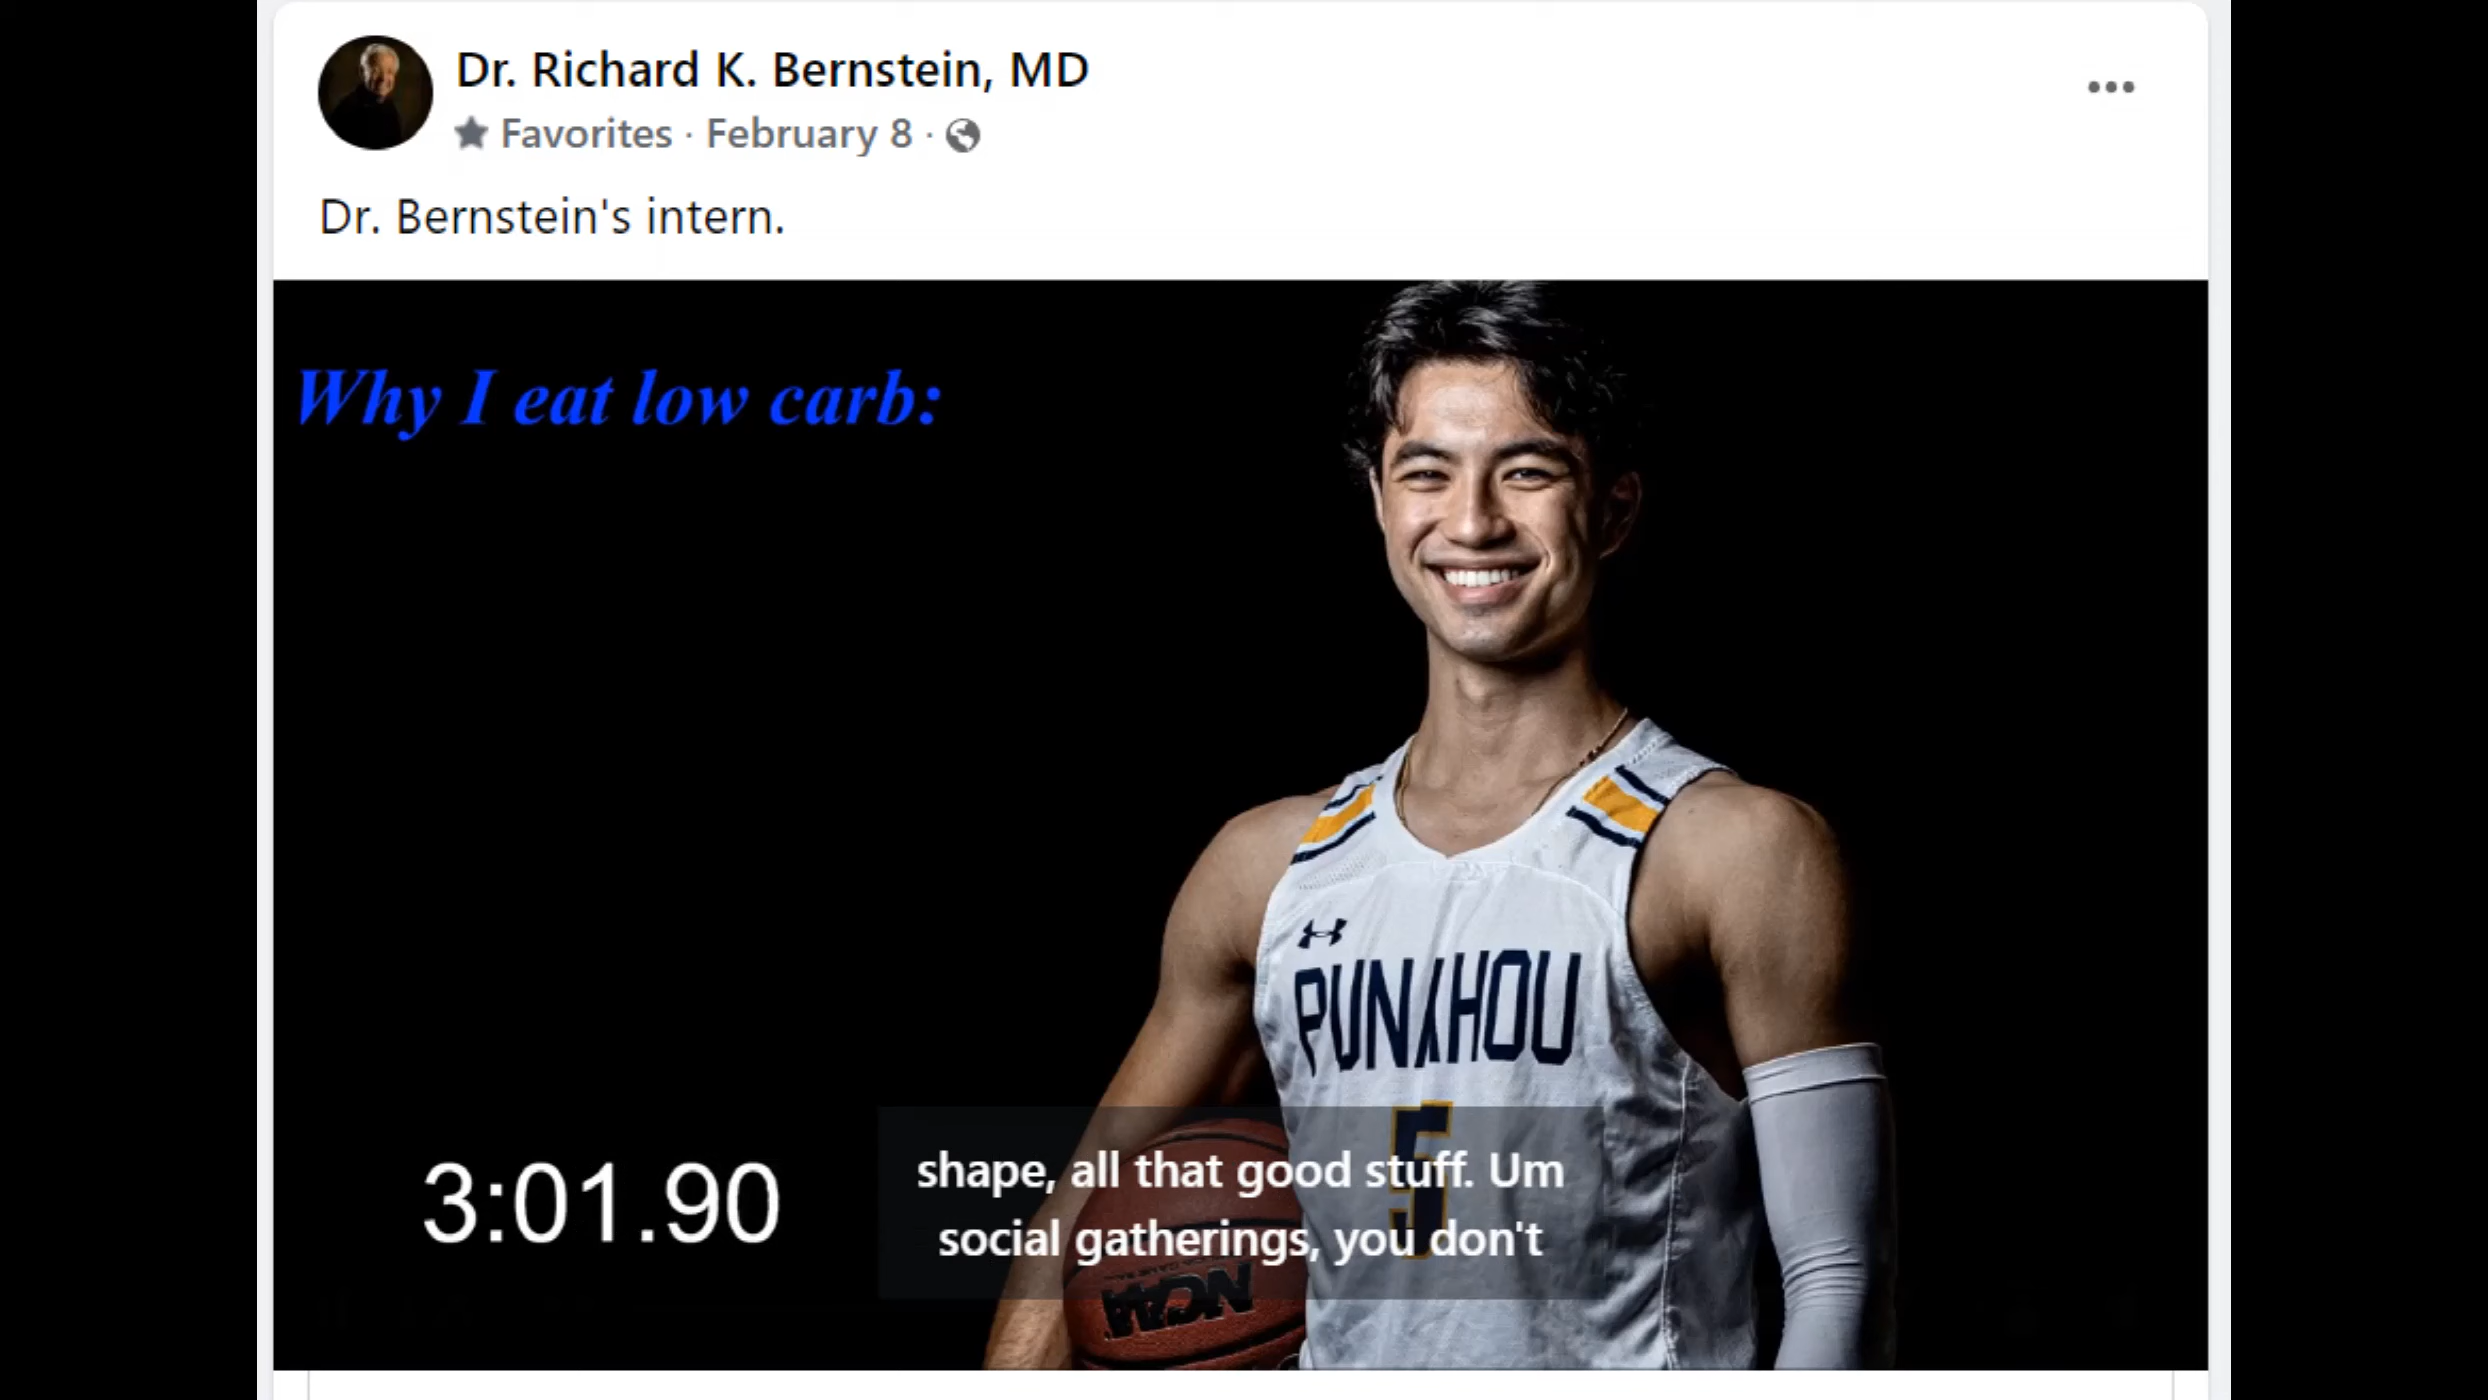 Dr. Richard K. Bernstein, MD
Favorites · February 8 ·
Dr. Bernstein's intern.
Why I eat low carb:
PUNAHOU
5
3:01.90
shape, all that good stuff. Um
social gatherings, you don't
NCAA